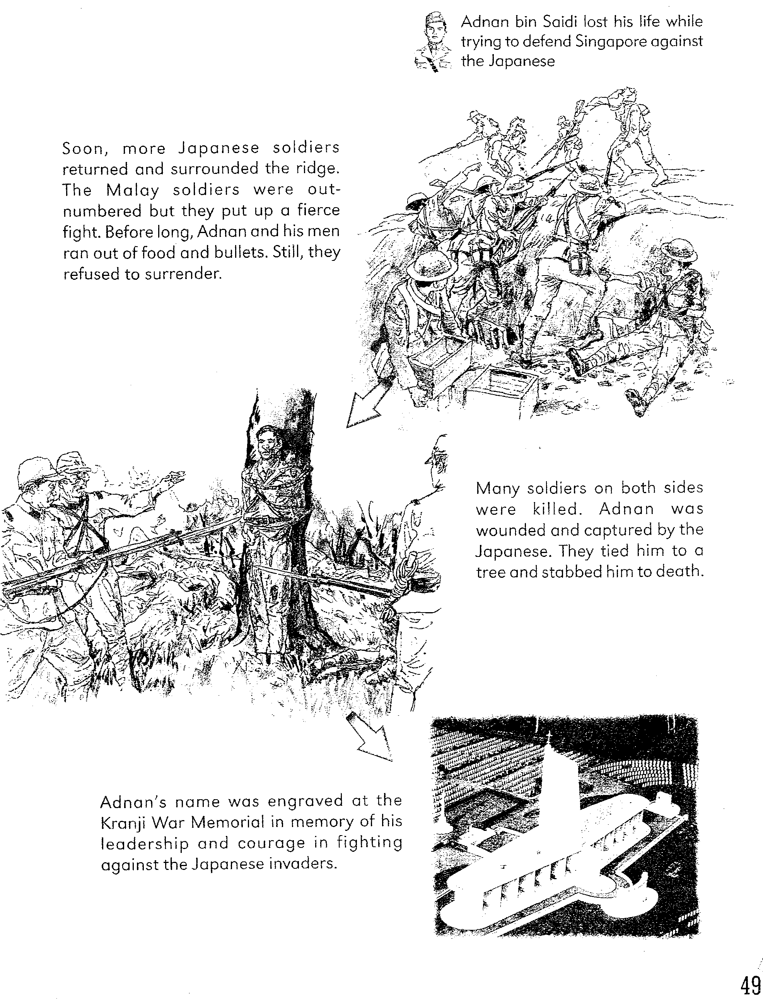 Adnan bin Saidi lost his life while
trying to defend Singapore against
the Japanese
Soon, more Japanese soldiers
returned and surrounded the ridge.
The Malay soldiers were out-
numbered but they put up a fierce
fight. Before long, Adnan and his men
ran out of food and bullets. Still, they
refused to surrender.
Many soldiers on both sides
were killed. Adnan was
wounded and captured by the
Japanese. They tied him to a
tree and stabbed him to death.
Adnan's name was engraved at the
Kranji War Memorial in memory of his
leadership and courage in fighting
against the Japanese invaders.
49